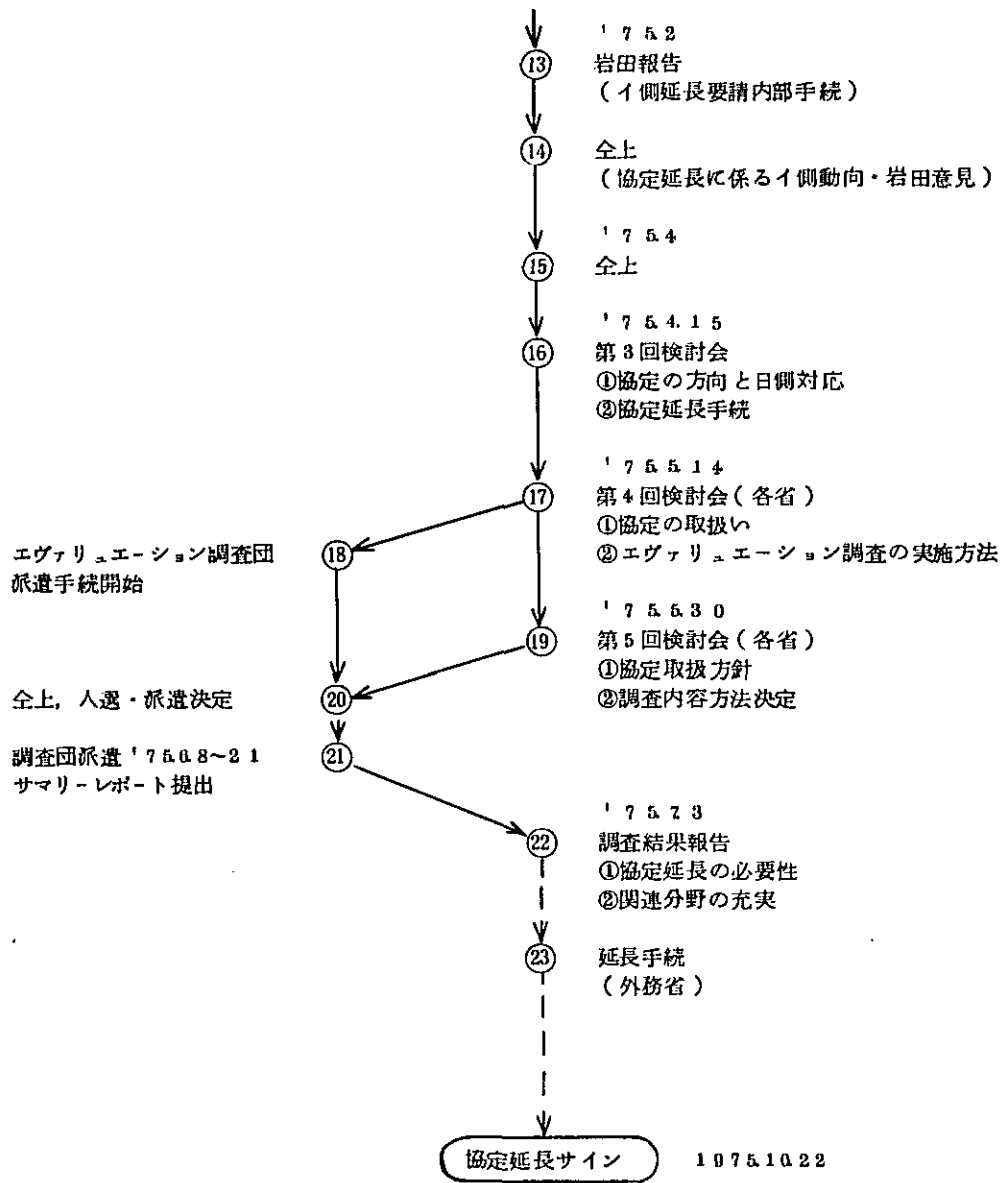 '75.2
⑬ 岩田報告
(イ側延長要請内部手続)
⑭ 仝上
(協定延長に係るイ側動向・岩田意見)
'75.4
⑮ 仝上
'75.4.15
⑯ 第3回検討会
①協定の方向と日側対応
②協定延長手続
'75.5.14
⑰ 第4回検討会(各省)
①協定の取扱い
②エヴァリュエーション調査の実施方法
エヴァリュエーション調査団
派遣手続開始
⑱
'75.5.30
⑲ 第5回検討会(各省)
①協定取扱方針
②調査内容方法決定
仝上,人選・派遣決定 ⑳
調査団派遣 '75.6.8~21
サマリーレポート提出
㉑
'75.7.3
㉒ 調査結果報告
①協定延長の必要性
②関連分野の充実
㉓ 延長手続
(外務省)
協定延長サイン 1975.10.22